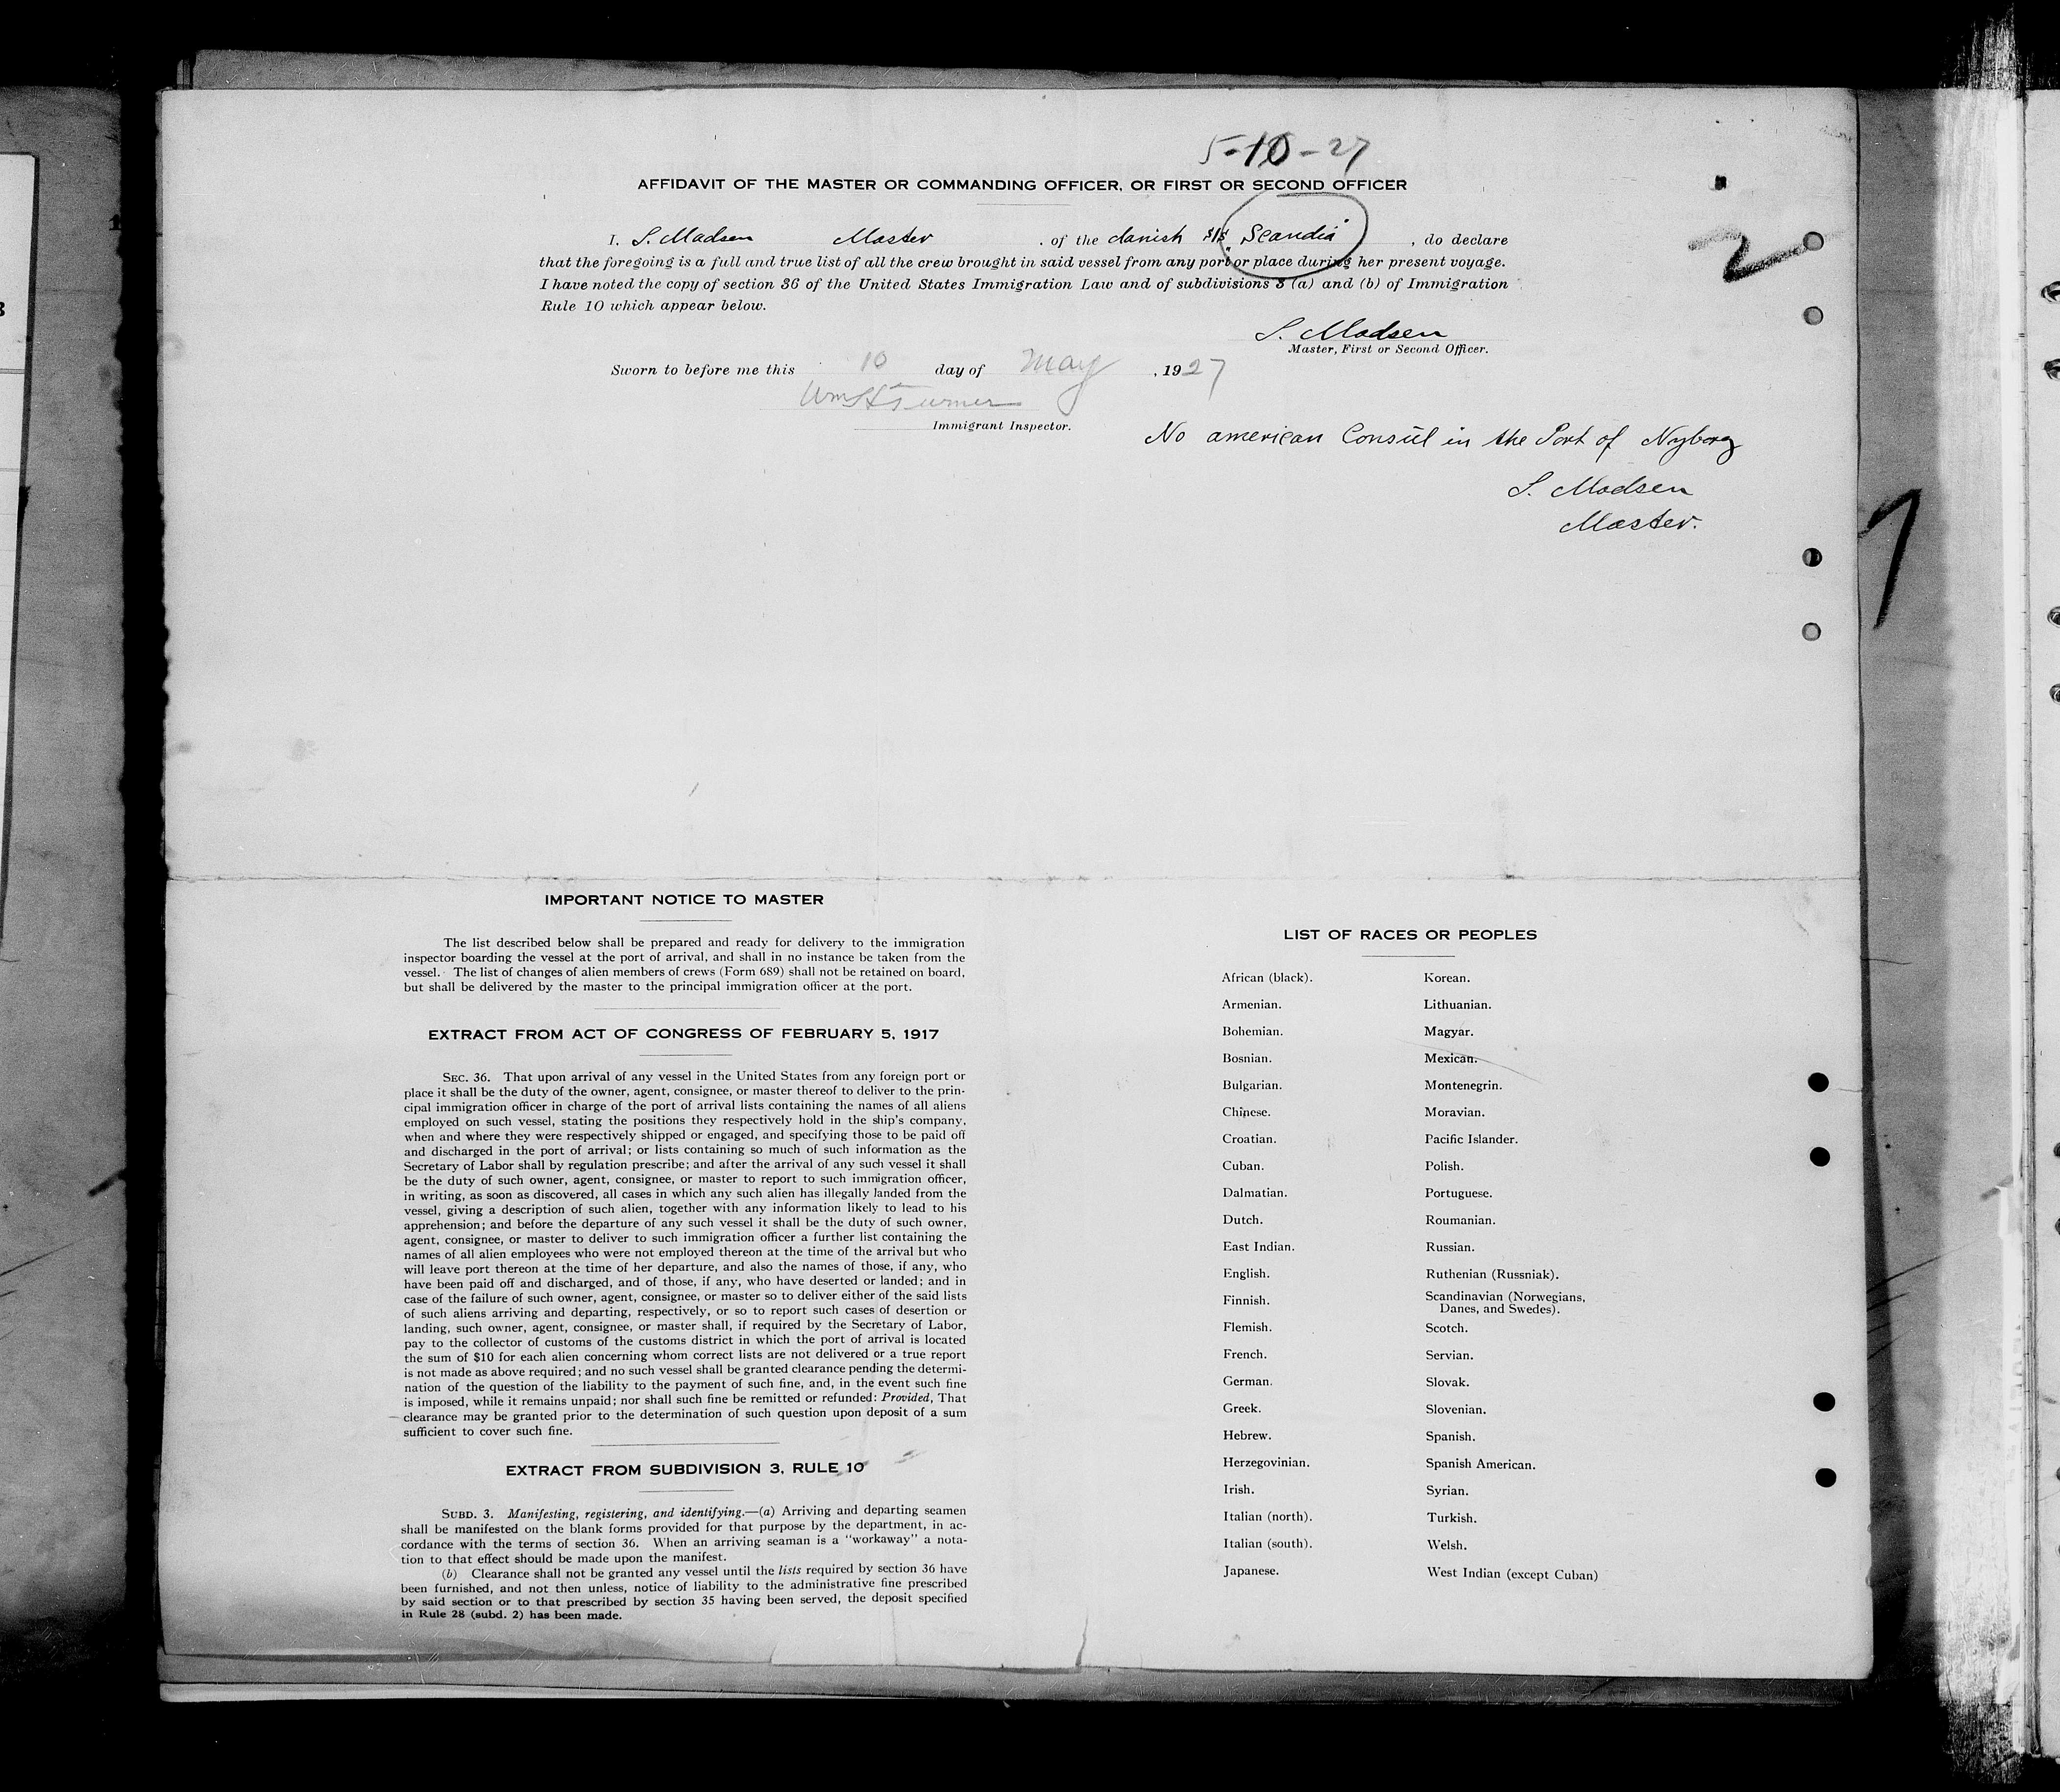 5-10-27
AFFIDAVIT OF THE MASTER OR COMMANDING OFFICER, OR FIRST OR SECOND OFFICER
I, S. Madsen Master, of the danish S/S "Scandia", do declare
that the foregoing is a full and true list of all the crew brought in said vessel from any port or place during her present voyage.
I have noted the copy of section 36 of the United States Immigration Law and of subdivisions 3 (a) and (b) of Immigration
Rule 10 which appear below.
2
S. Madsen
Master, First or Second Officer.
Sworn to before me this 10 day of May, 1927
Wm H Turner
Immigrant Inspector.
No american Consul in the Port of Nyborg
S. Madsen
Master.
1
IMPORTANT NOTICE TO MASTER
The list described below shall be prepared and ready for delivery to the immigration
inspector boarding the vessel at the port of arrival, and shall in no instance be taken from the
vessel. The list of changes of alien members of crews (Form 689) shall not be retained on board,
but shall be delivered by the master to the principal immigration officer at the port.
EXTRACT FROM ACT OF CONGRESS OF FEBRUARY 5, 1917
SEC. 36. That upon arrival of any vessel in the United States from any foreign port or
place it shall be the duty of the owner, agent, consignee, or master thereof to deliver to the prin-
cipal immigration officer in charge of the port of arrival lists containing the names of all aliens
employed on such vessel, stating the positions they respectively hold in the ship's company,
when and where they were respectively shipped or engaged, and specifying those to be paid off
and discharged in the port of arrival; or lists containing so much of such information as the
Secretary of Labor shall by regulation prescribe; and after the arrival of any such vessel it shall
be the duty of such owner, agent, consignee, or master to report to such immigration officer,
in writing, as soon as discovered, all cases in which any such alien has illegally landed from the
vessel, giving a description of such alien, together with any information likely to lead to his
apprehension; and before the departure of any such vessel it shall be the duty of such owner,
agent, consignee, or master to deliver to such immigration officer a further list containing the
names of all alien employees who were not employed thereon at the time of the arrival but who
will leave port thereon at the time of her departure, and also the names of those, if any, who
have been paid off and discharged, and of those, if any, who have deserted or landed; and in
case of the failure of such owner, agent, consignee, or master so to deliver either of the said lists
of such aliens arriving and departing, respectively, or so to report such cases of desertion or
landing, such owner, agent, consignee, or master shall, if required by the Secretary of Labor,
pay to the collector of customs of the customs district in which the port of arrival is located
the sum of $10 for each alien concerning whom correct lists are not delivered or a true report
is not made as above required; and no such vessel shall be granted clearance pending the determi-
nation of the question of the liability to the payment of such fine, and, in the event such fine
is imposed, while it remains unpaid; nor shall such fine be remitted or refunded: Provided, That
clearance may be granted prior to the determination of such question upon deposit of a sum
sufficient to cover such fine.
EXTRACT FROM SUBDIVISION 3, RULE 10
SUBD. 3. Manifesting, registering, and identifying.—(a) Arriving and departing seamen
shall be manifested on the blank forms provided for that purpose by the department, in ac-
cordance with the terms of section 36. When an arriving seaman is a "workaway" a nota-
tion to that effect should be made upon the manifest.
(b) Clearance shall not be granted any vessel until the lists required by section 36 have
been furnished, and not then unless, notice of liability to the administrative fine prescribed
by said section or to that prescribed by section 35 having been served, the deposit specified
in Rule 28 (subd. 2) has been made.
LIST OF RACES OR PEOPLES
African (black).
Armenian.
Bohemian.
Bosnian.
Bulgarian.
Chinese.
Croatian.
Cuban.
Dalmatian.
Dutch.
East Indian.
English.
Finnish.
Flemish.
French.
German.
Greek.
Hebrew.
Herzegovinian.
Irish.
Italian (north).
Italian (south).
Japanese.
Korean.
Lithuanian.
Magyar.
Mexican.
Montenegrin.
Moravian.
Pacific Islander.
Polish.
Portuguese.
Roumanian.
Russian.
Ruthenian (Russniak).
Scandinavian (Norwegians,
Danes, and Swedes).
Scotch.
Servian.
Slovak.
Slovenian.
Spanish.
Spanish American.
Syrian.
Turkish.
Welsh.
West Indian (except Cuban)